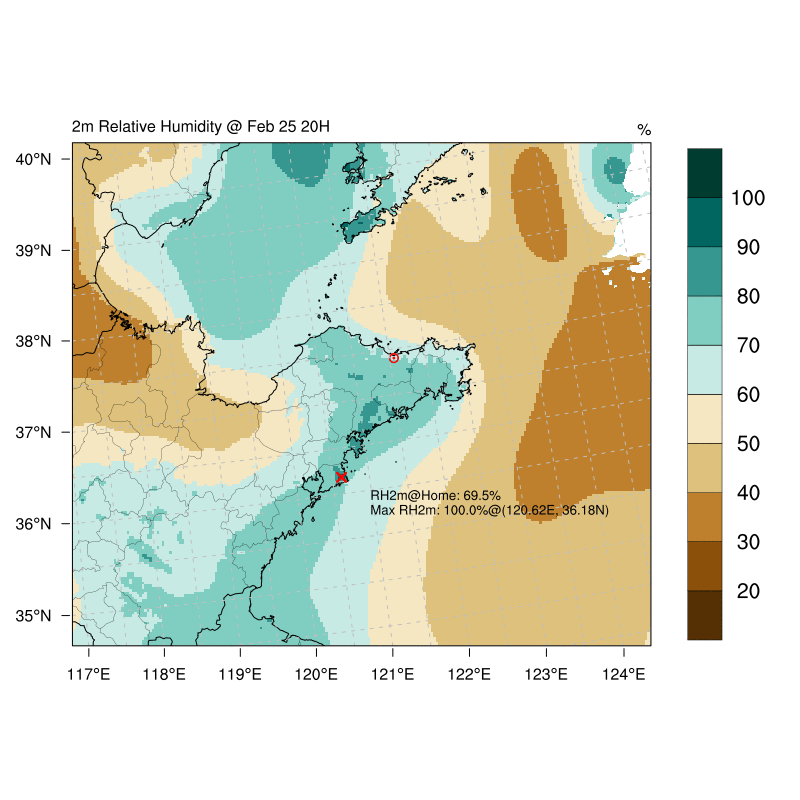 2m Relative Humidity @ Feb 25 20H
%
40°N
39°N
38°N
37°N
36°N
35°N
117°E
118°E
119°E
120°E
121°E
122°E
123°E
124°E
RH2m@Home: 69.5%
Max RH2m: 100.0%@(120.62E, 36.18N)
100
90
80
70
60
50
40
30
20